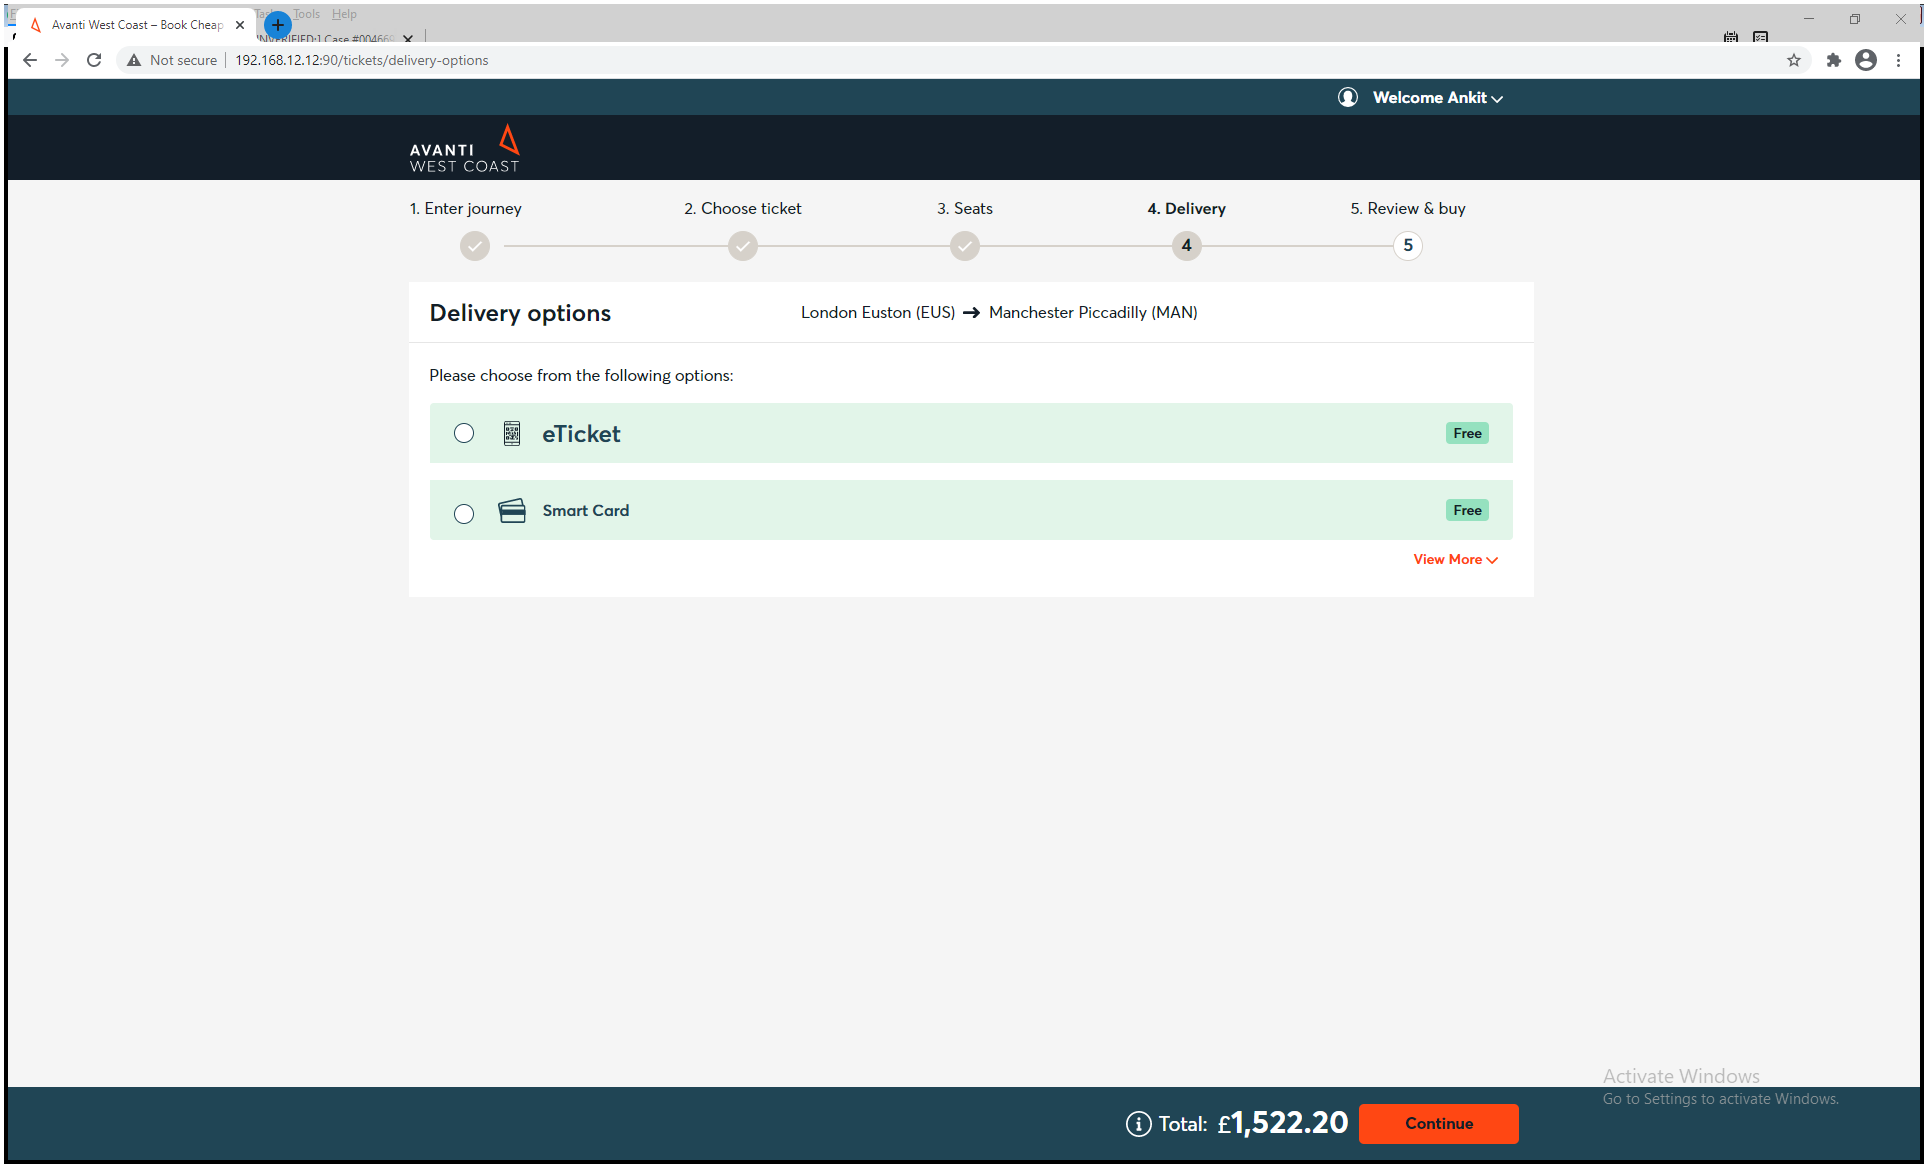 Tools Help
Avanti West Coast – Book Cheap
Case #00466
Not secure 192.168.12.12:90/tickets/delivery-options
Welcome Ankit
AVANTI
WEST COAST
1. Enter journey 2. Choose ticket 3. Seats 4. Delivery 5. Review & buy
4 5
Delivery options London Euston (EUS) → Manchester Piccadilly (MAN)
Please choose from the following options:
eTicket Free
Smart Card Free
View More
Activate Windows
Go to Settings to activate Windows.
Total: £1,522.20 Continue